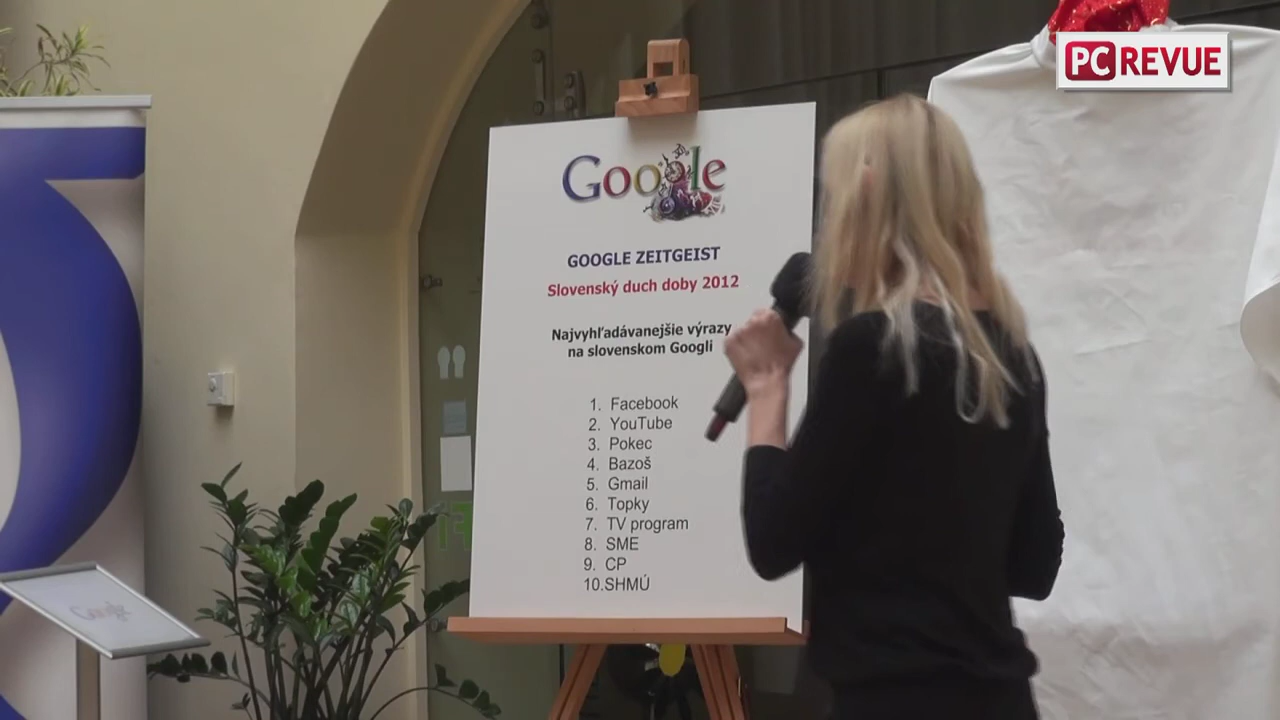 PC REVUE
Google
GOOGLE ZEITGEIST
Slovenský duch doby 2012
Najvyhľadávanejšie výrazy
na slovenskom Googli
1. Facebook
2. YouTube
3. Pokec
4. Bazoš
5. Gmail
6. Topky
7. TV program
8. SME
9. CP
10.SHMÚ
Google